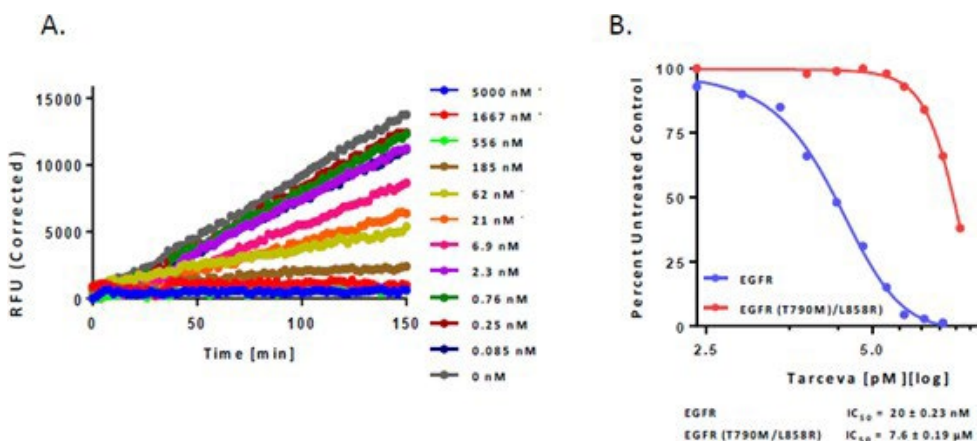 A.
B.
RFU (Corrected)
15000
10000
5000
0
0
50
100
150
Time [min]
5000 nM *
1667 nM *
556 nM
185 nM
62 nM *
21 nM *
6.9 nM
2.3 nM
0.76 nM
0.25 nM
0.085 nM
0 nM
Percent Untreated Control
100
75
50
25
0
EGFR
EGFR (T790M)/L858R)
2.5
5.0
Tarceva [pM][log]
EGFR IC50 = 20 ± 0.23 nM
EGFR (T790M/L858R) IC50 = 7.6 ± 0.19 µM